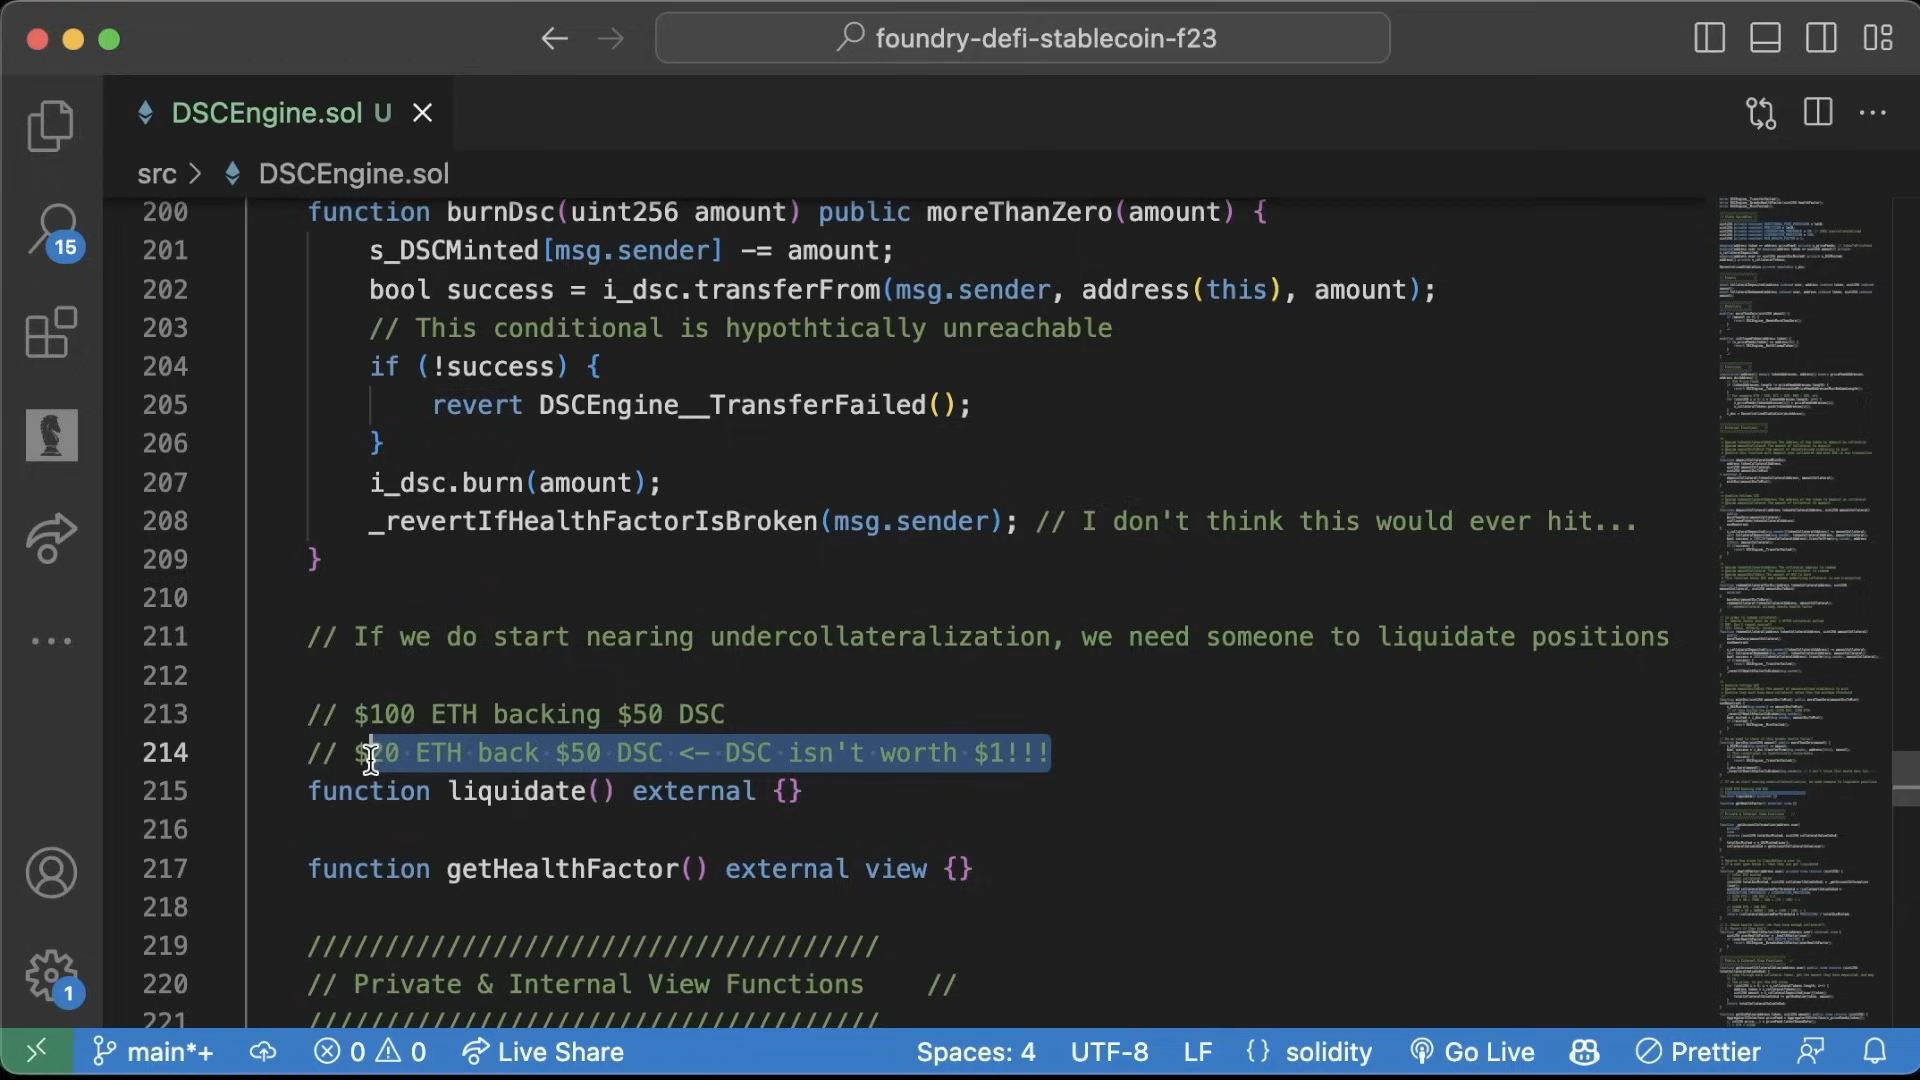 foundry-defi-stablecoin-f23
DSCEngine.sol U
src > DSCEngine.sol
15
1
200 function burnDsc(uint256 amount) public moreThanZero(amount) {
201 s_DSCMinted[msg.sender] -= amount;
202 bool success = i_dsc.transferFrom(msg.sender, address(this), amount);
203 // This conditional is hypothtically unreachable
204 if (!success) {
205 revert DSCEngine__TransferFailed();
206 }
207 i_dsc.burn(amount);
208 _revertIfHealthFactorIsBroken(msg.sender); // I don't think this would ever hit...
209 }
210
211 // If we do start nearing undercollateralization, we need someone to liquidate positions
212
213 // $100 ETH backing $50 DSC
214 // $20 ETH back $50 DSC <- DSC isn't worth $1!!!
215 function liquidate() external {}
216
217 function getHealthFactor() external view {}
218
219 /////////////////////////////////////
220 // Private & Internal View Functions //
221 /////////////////////////////////////
main*+ 0 0 Live Share Spaces: 4 UTF-8 LF {} solidity Go Live Prettier